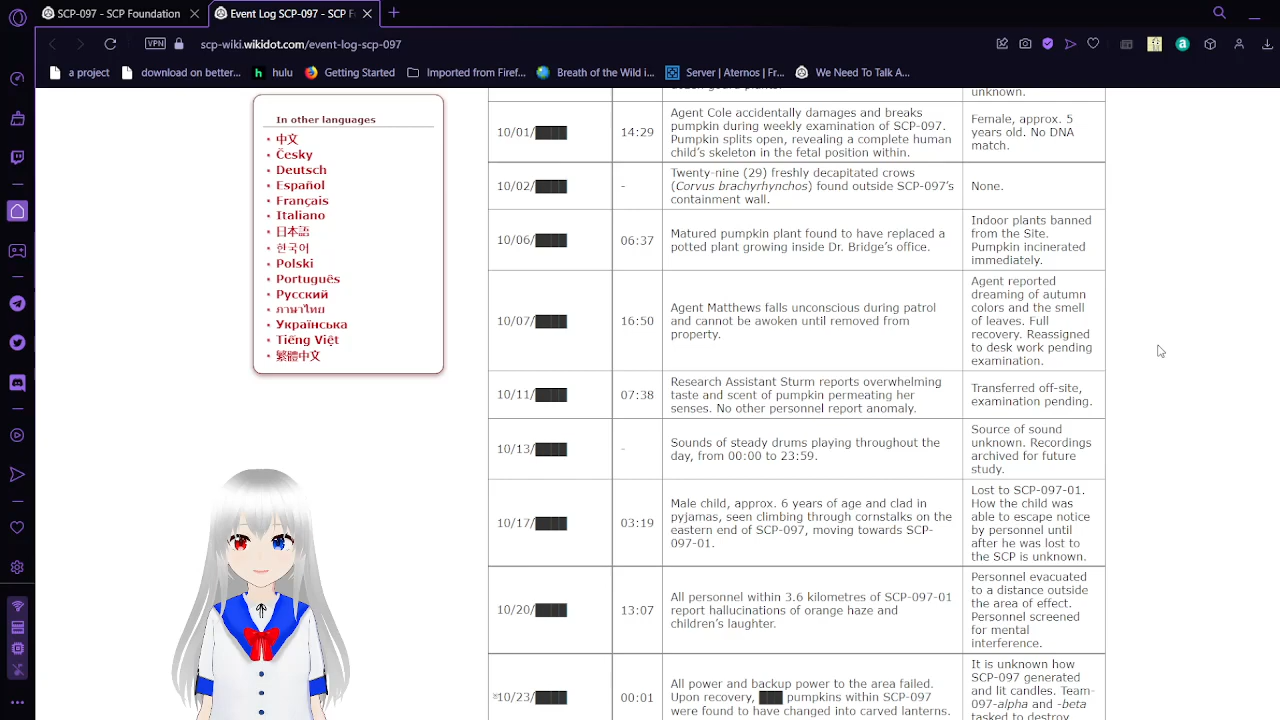 SCP-097 - SCP Foundation
Event Log SCP-097 - SCP F
VPN
scp-wiki.wikidot.com/event-log-scp-097
a project
download on better...
hulu
Getting Started
Imported from Firef...
Breath of the Wild i...
Server | Aternos | Fr...
We Need To Talk A...
In other languages
中文
Česky
Deutsch
Español
Français
Italiano
日本語
한국어
Polski
Português
Русский
ภาษาไทย
Українська
Tiếng Việt
繁體中文
unknown.
10/01/████
14:29
Agent Cole accidentally damages and breaks
pumpkin during weekly examination of SCP-097.
Pumpkin splits open, revealing a complete human
child's skeleton in the fetal position within.
Female, approx. 5
years old. No DNA
match.
10/02/████
-
Twenty-nine (29) freshly decapitated crows
(Corvus brachyrhynchos) found outside SCP-097's
containment wall.
None.
10/06/████
06:37
Matured pumpkin plant found to have replaced a
potted plant growing inside Dr. Bridge's office.
Indoor plants banned
from the Site.
Pumpkin incinerated
immediately.
10/07/████
16:50
Agent Matthews falls unconscious during patrol
and cannot be awoken until removed from
property.
Agent reported
dreaming of autumn
colors and the smell
of leaves. Full
recovery. Reassigned
to desk work pending
examination.
10/11/████
07:38
Research Assistant Sturm reports overwhelming
taste and scent of pumpkin permeating her
senses. No other personnel report anomaly.
Transferred off-site,
examination pending.
10/13/████
-
Sounds of steady drums playing throughout the
day, from 00:00 to 23:59.
Source of sound
unknown. Recordings
archived for future
study.
10/17/████
03:19
Male child, approx. 6 years of age and clad in
pyjamas, seen climbing through cornstalks on the
eastern end of SCP-097, moving towards SCP-
097-01.
Lost to SCP-097-01.
How the child was
able to escape notice
by personnel until
after he was lost to
the SCP is unknown.
10/20/████
13:07
All personnel within 3.6 kilometres of SCP-097-01
report hallucinations of orange haze and
children's laughter.
Personnel evacuated
to a distance outside
the area of effect.
Personnel screened
for mental
interference.
10/23/████
00:01
All power and backup power to the area failed.
Upon recovery, ███ pumpkins within SCP-097
were found to have changed into carved lanterns.
It is unknown how
SCP-097 generated
and lit candles. Team-
097-alpha and -beta
tasked to destroy